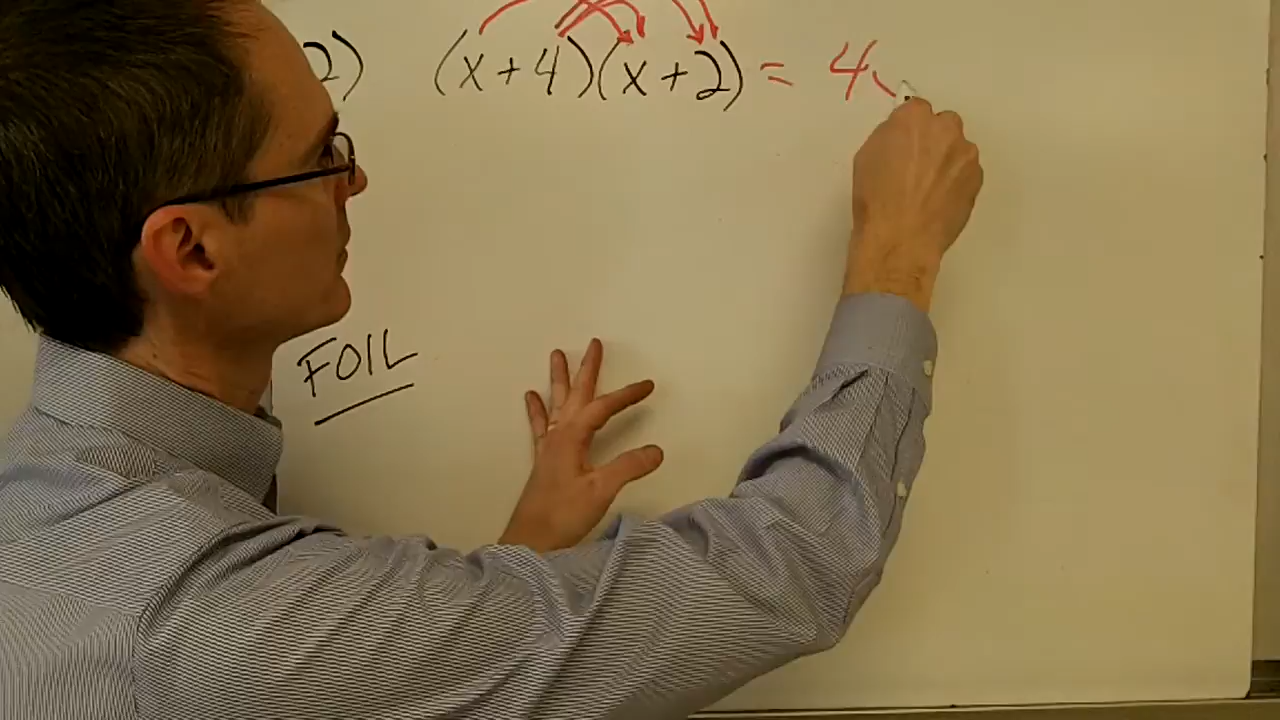 2) (x+4)(x+2) = 4
FOIL